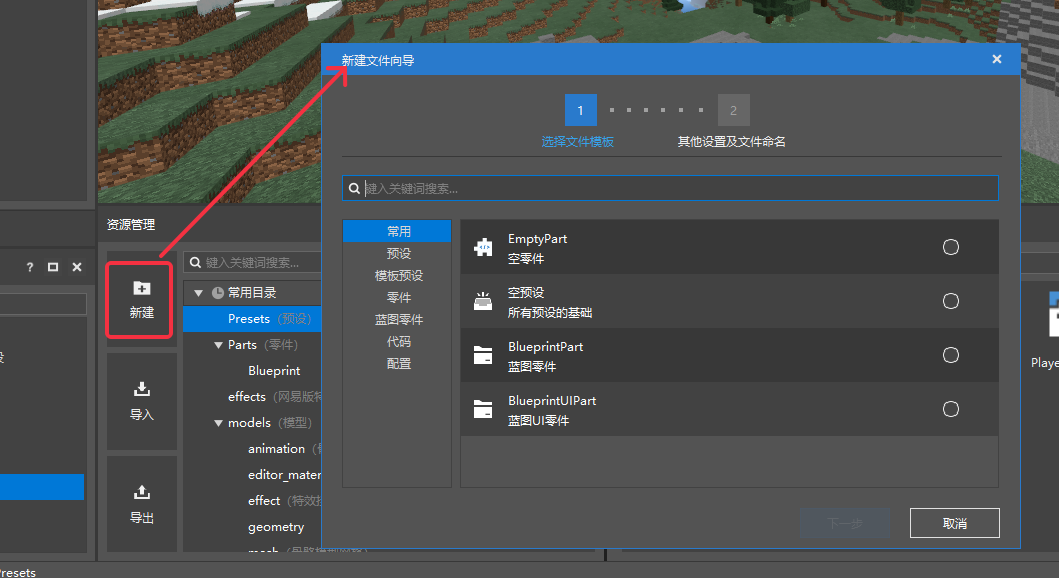 新建文件向导
1
2
选择文件模板
其他设置及文件命名
键入关键词搜索...
常用
预设
模板预设
零件
蓝图零件
代码
配置
EmptyPart
空零件
空预设
所有预设的基础
BlueprintPart
蓝图零件
BlueprintUIPart
蓝图UI零件
下一步
取消
资源管理
?
新建
导入
导出
键入关键词搜索...
常用目录
Presets (预设)
Parts (零件)
Blueprint
effects (网易版特
models (模型)
animation
editor_mater
effect (特效挂
geometry
Playe
resets